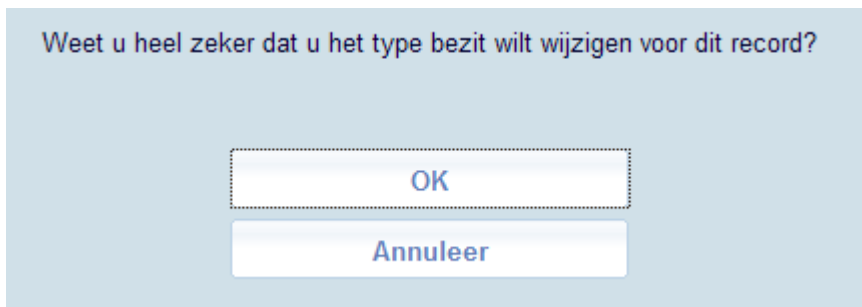 Weet u heel zeker dat u het type bezit wilt wijzigen voor dit record?
OK
Annuleer